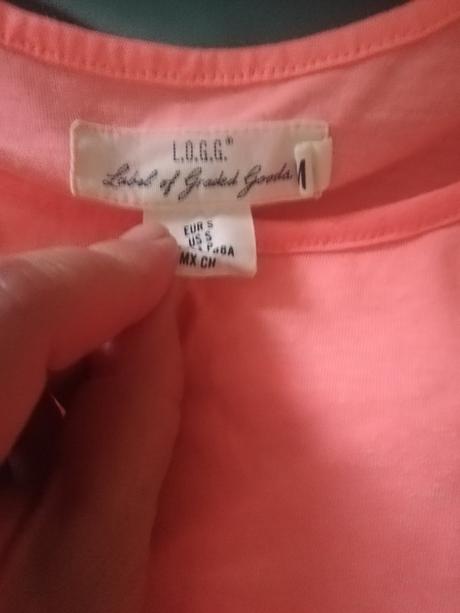 L.O.G.G.®
Label of Graded Goods
EUR S
US S
MX CH